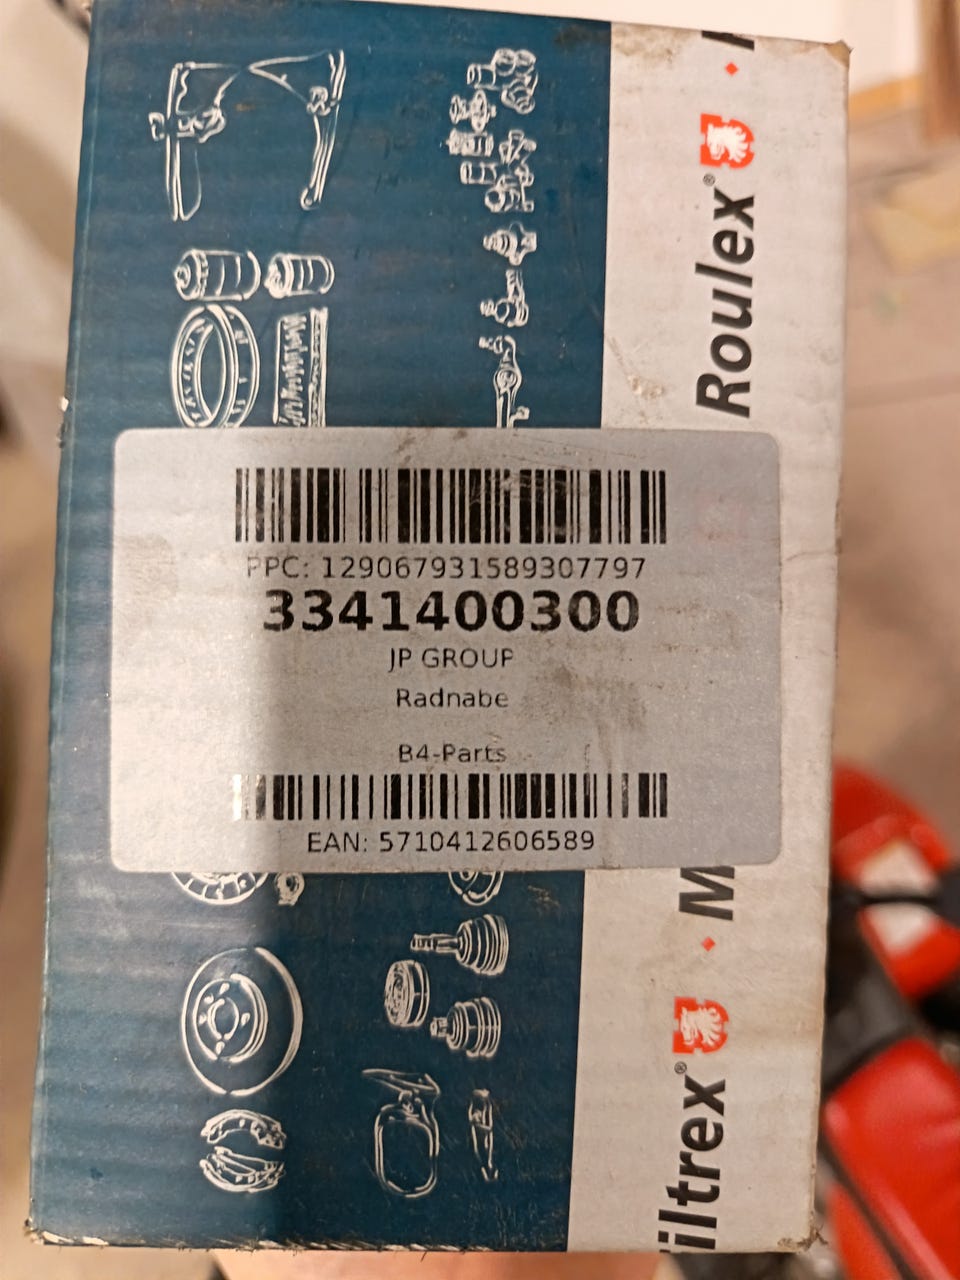 Roulex®
PPC: 129067931589307797
3341400300
JP GROUP
Radnabe
B4-Parts
EAN: 5710412606589
M
iltrex®